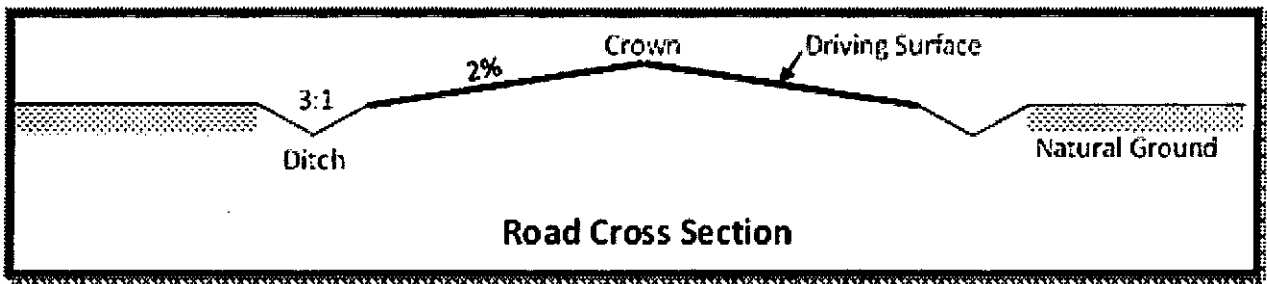 Crown
Driving Surface
2%
3:1
Ditch
Natural Ground
Road Cross Section